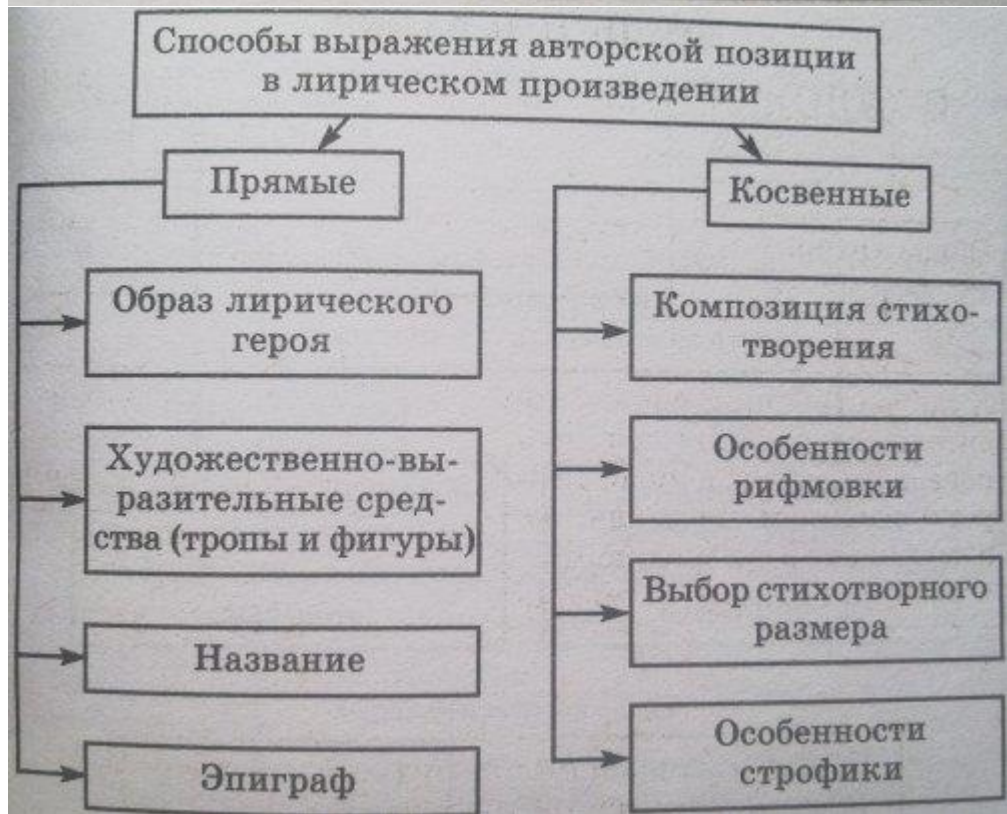 Способы выражения авторской позиции
в лирическом произведении
Прямые
Образ лирического
героя
Художественно-вы-
разительные сред-
ства (тропы и фигуры)
Название
Эпиграф
Косвенные
Композиция стихо-
творения
Особенности
рифмовки
Выбор стихотворного
размера
Особенности
строфики